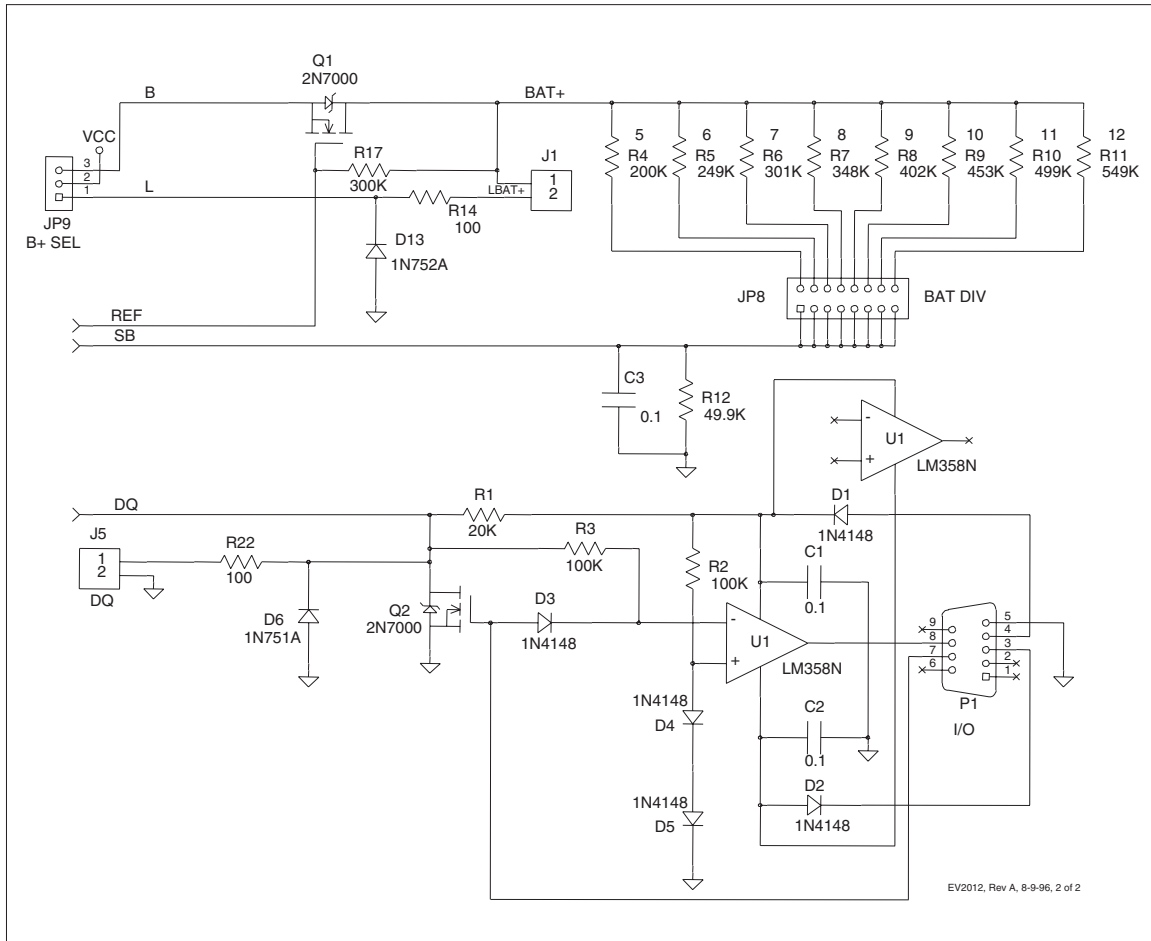 Q1
2N7000
B
BAT+
VCC
3
2
1
JP9
B+ SEL
L
R17
300K
LBAT+
J1
1
2
R14
100
D13
1N752A
5
R4
200K
6
R5
249K
7
R6
301K
8
R7
348K
9
R8
402K
10
R9
453K
11
R10
499K
12
R11
549K
JP8
BAT DIV
REF
SB
C3
0.1
R12
49.9K
-
+
U1
LM358N
DQ
J5
1
2
DQ
R22
100
D6
1N751A
R1
20K
R3
100K
Q2
2N7000
D3
1N4148
R2
100K
D1
1N4148
C1
0.1
-
+
U1
LM358N
9
8
7
6
5
4
3
2
1
P1
I/O
1N4148
D4
C2
0.1
1N4148
D5
D2
1N4148
EV2012, Rev A, 8-9-96, 2 of 2